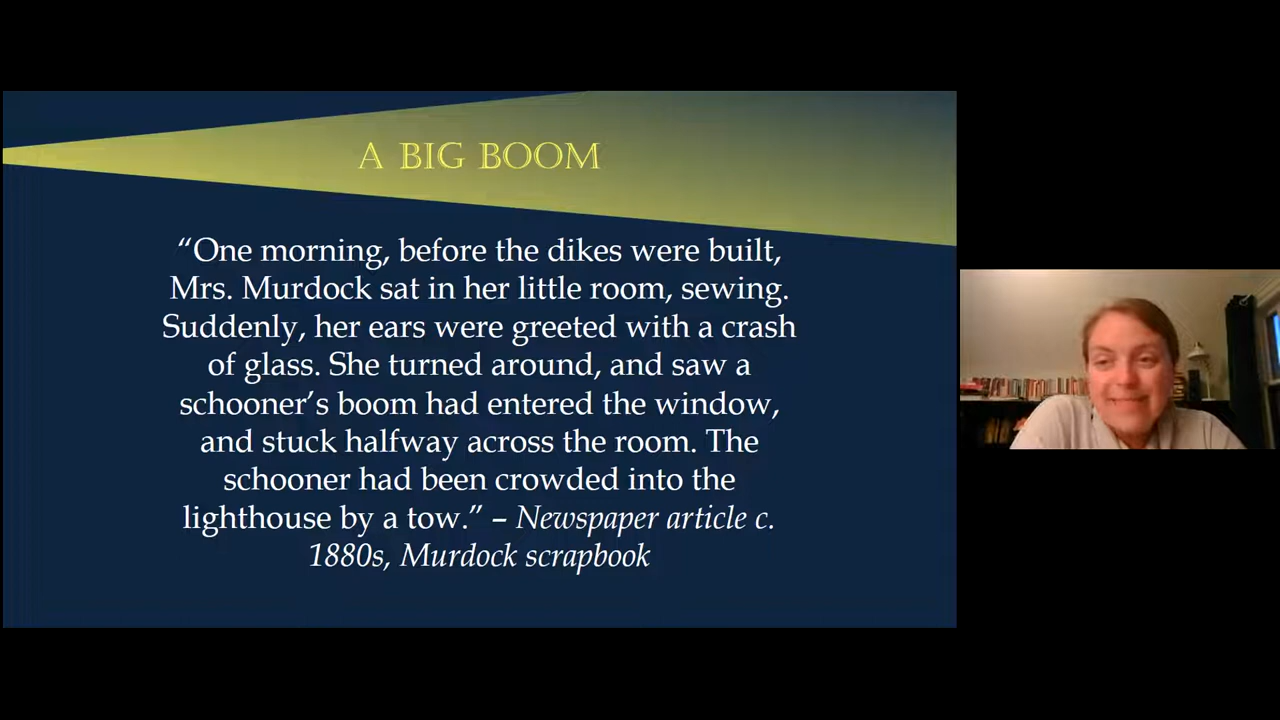 A BIG BOOM
“One morning, before the dikes were built,
Mrs. Murdock sat in her little room, sewing.
Suddenly, her ears were greeted with a crash
of glass. She turned around, and saw a
schooner’s boom had entered the window,
and stuck halfway across the room. The
schooner had been crowded into the
lighthouse by a tow.” – Newspaper article c.
1880s, Murdock scrapbook